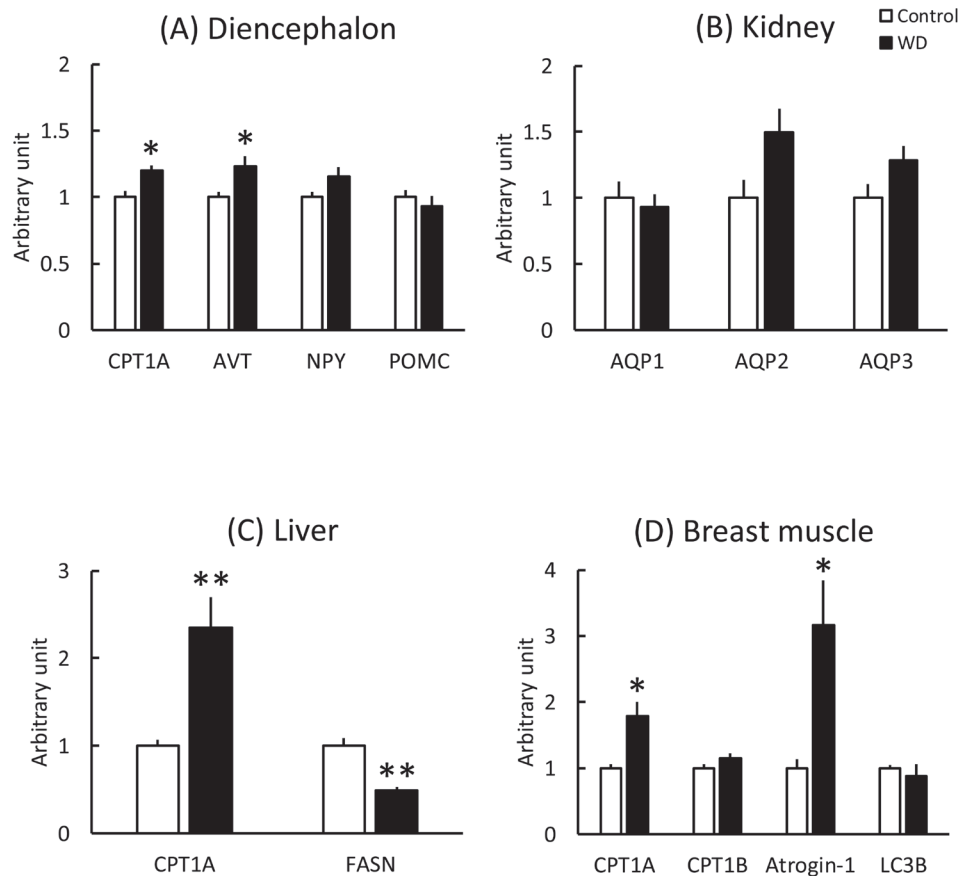 (A) Diencephalon
2
1.5
1
0.5
0
Arbitrary unit
*
*
CPT1A AVT NPY POMC
(B) Kidney
Control
WD
2
1.5
1
0.5
0
Arbitrary unit
AQP1 AQP2 AQP3
(C) Liver
3
2
1
0
Arbitrary unit
**
**
CPT1A FASN
(D) Breast muscle
4
3
2
1
0
Arbitrary unit
*
*
CPT1A CPT1B Atrogin-1 LC3B